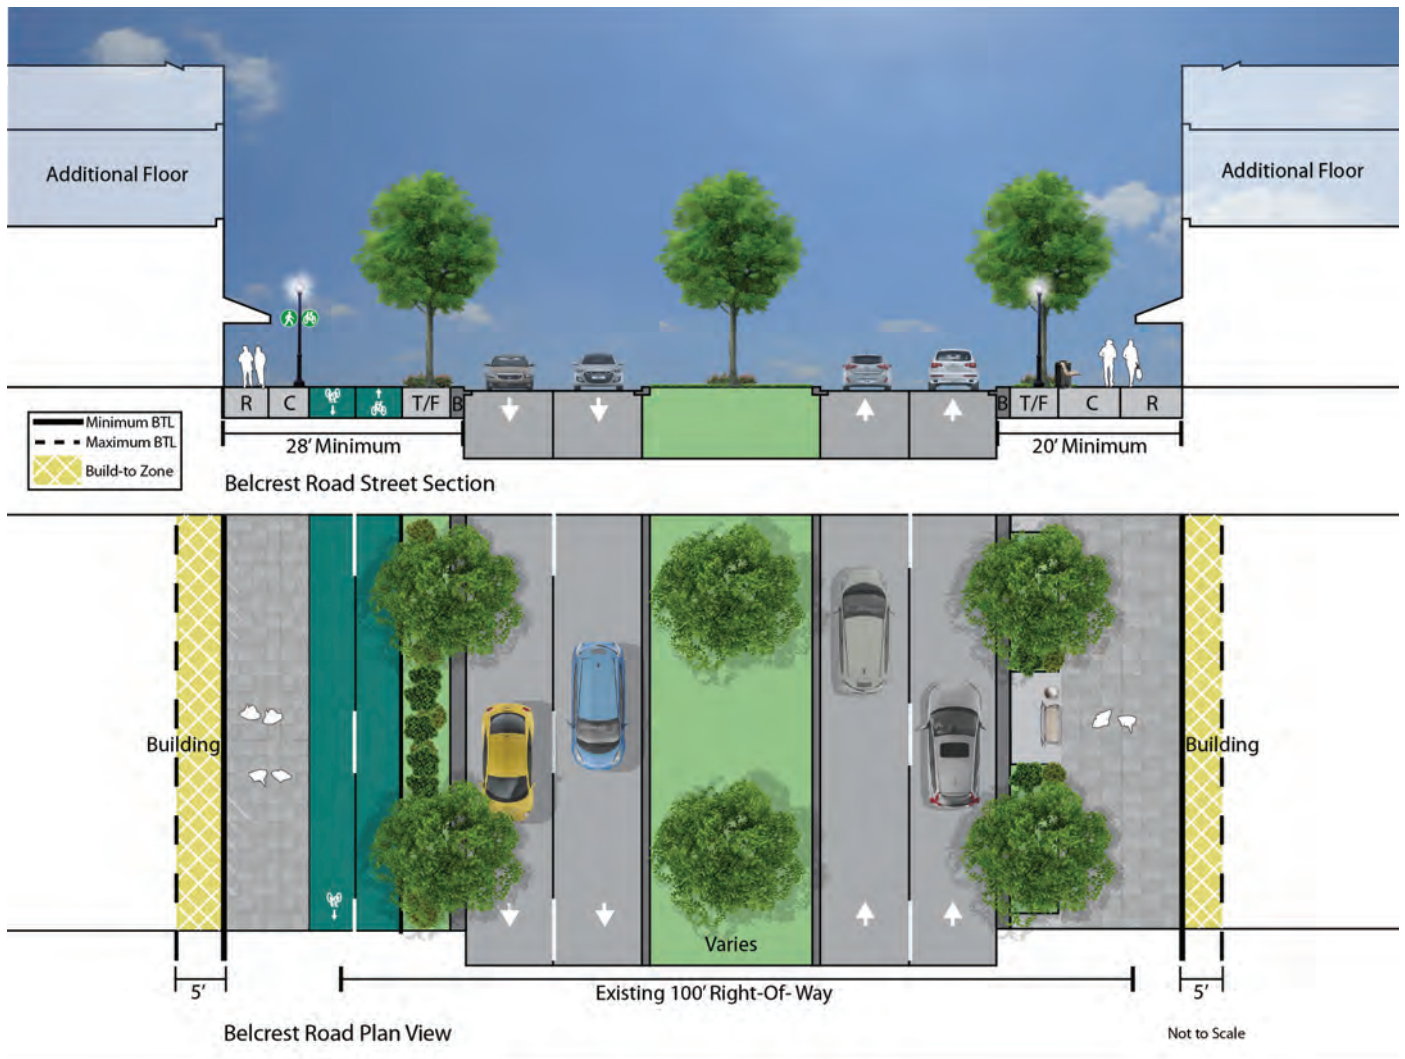 Additional Floor
Additional Floor
R C T/F B
B T/F C R
Minimum BTL
Maximum BTL
Build-to Zone
28' Minimum
20' Minimum
Belcrest Road Street Section
Building
Building
Varies
5'
Existing 100' Right-Of- Way
5'
Belcrest Road Plan View
Not to Scale